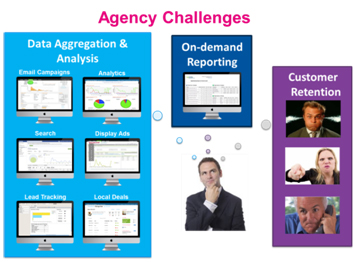 Agency Challenges
Data Aggregation &
Analysis
Email Campaigns
Analytics
Search
Display Ads
Lead Tracking
Local Deals
On-demand
Reporting
Customer
Retention